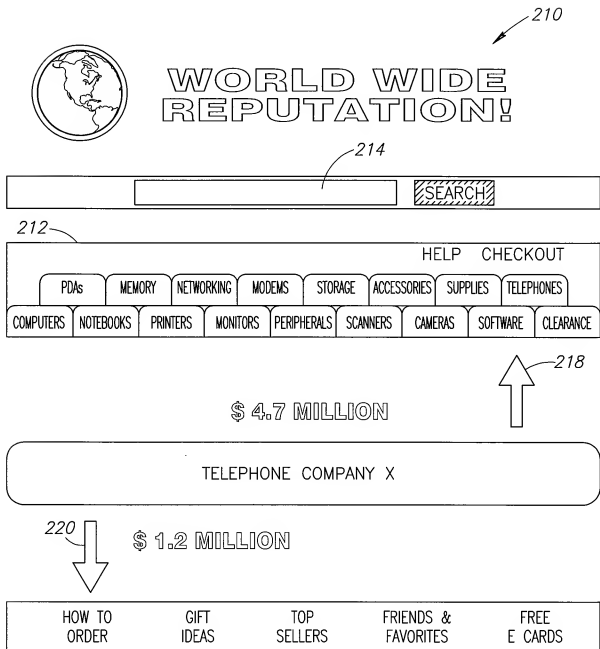 210
WORLD WIDE
REPUTATION!
214
SEARCH
212
HELP CHECKOUT
PDAs MEMORY NETWORKING MODEMS STORAGE ACCESSORIES SUPPLIES TELEPHONES
COMPUTERS NOTEBOOKS PRINTERS MONITORS PERIPHERALS SCANNERS CAMERAS SOFTWARE CLEARANCE
218
$ 4.7 MILLION
TELEPHONE COMPANY X
220
$ 1.2 MILLION
HOW TO GIFT TOP FRIENDS & FREE
ORDER IDEAS SELLERS FAVORITES E CARDS